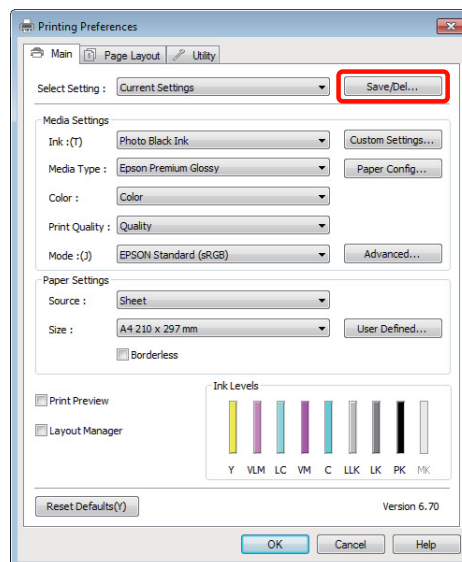 Printing Preferences
Main Page Layout Utility
Select Setting : Current Settings Save/Del...
Media Settings
Ink :(T) Photo Black Ink Custom Settings...
Media Type : Epson Premium Glossy Paper Config...
Color : Color
Print Quality : Quality
Mode :(J) EPSON Standard (sRGB) Advanced...
Paper Settings
Source : Sheet
Size : A4 210 x 297 mm User Defined...
Borderless
Ink Levels
Print Preview
Layout Manager
Y VLM LC VM C LLK LK PK MK
Reset Defaults(Y) Version 6.70
OK Cancel Help